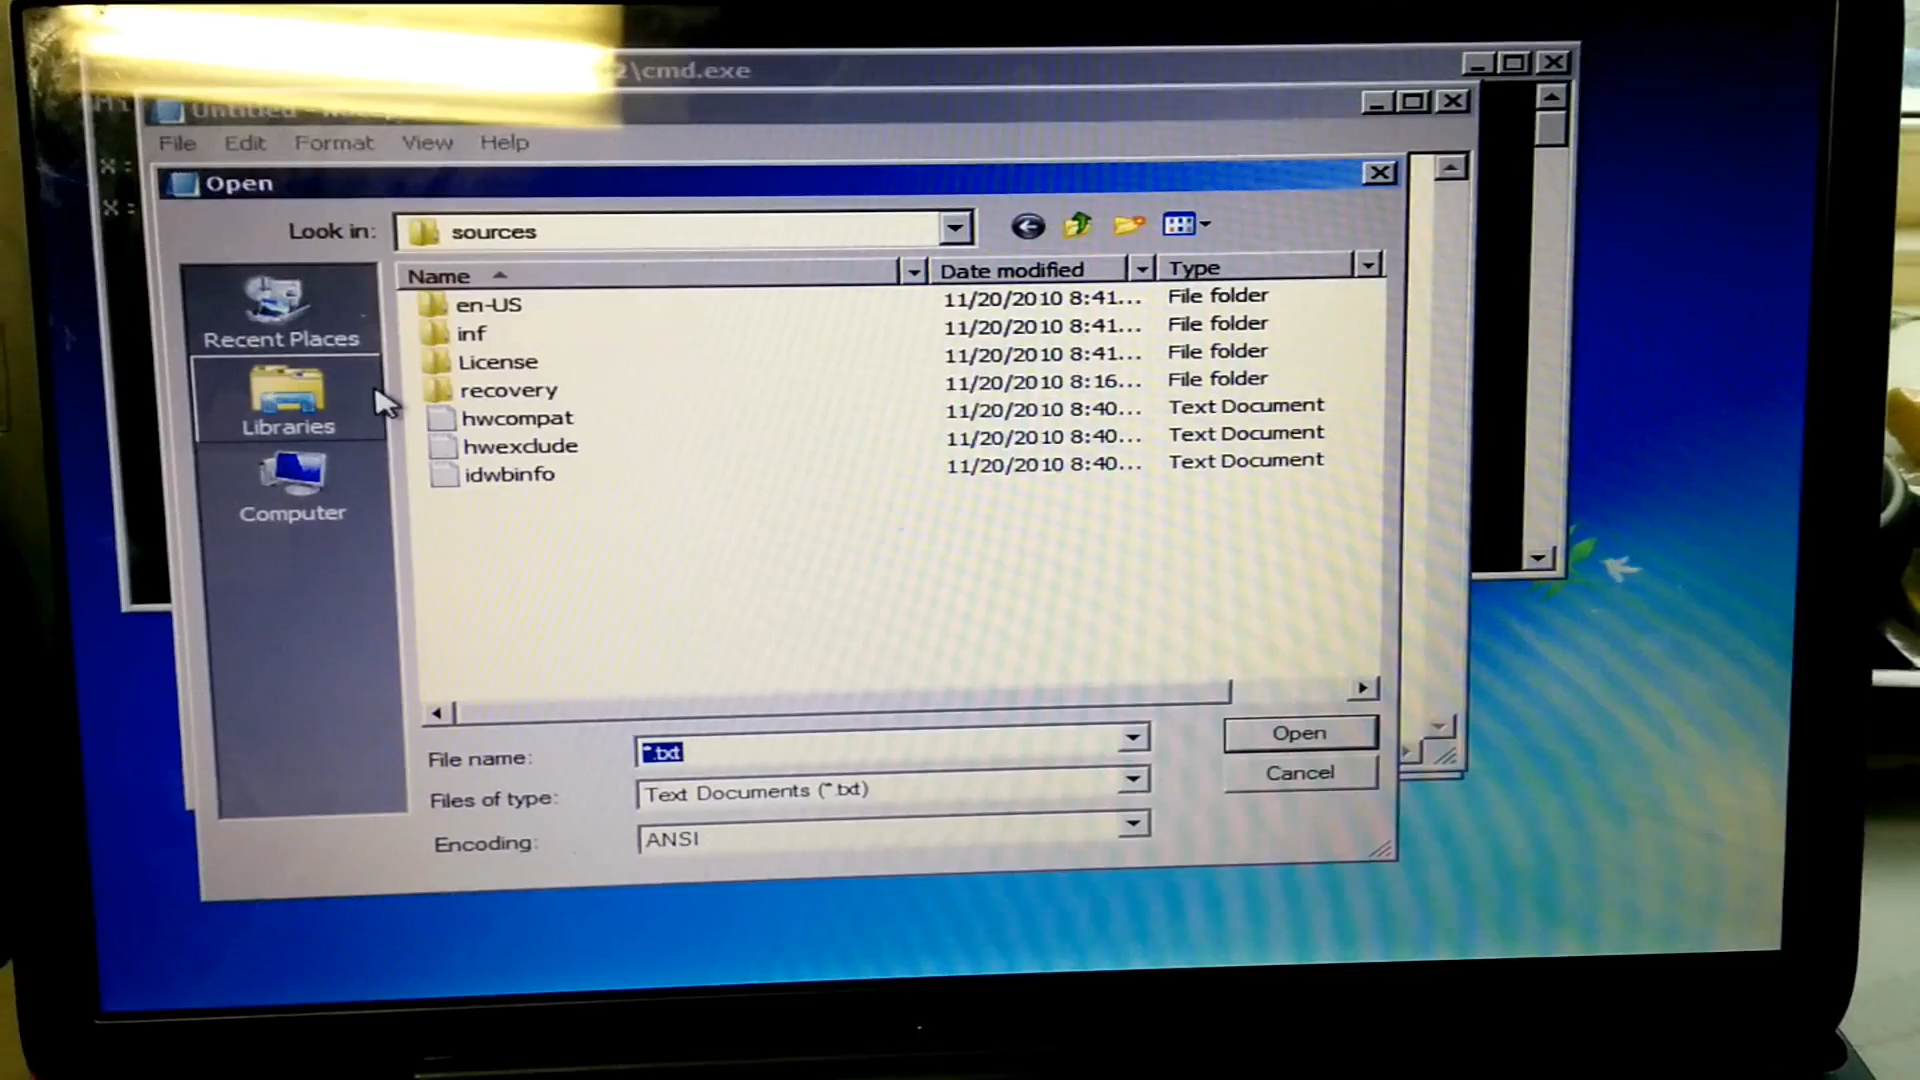 2\cmd.exe
Untitled -
File Edit Format View Help
X:
Open
X:
Look in: sources
Name Date modified Type
en-US 11/20/2010 8:41... File folder
inf 11/20/2010 8:41... File folder
License 11/20/2010 8:41... File folder
recovery 11/20/2010 8:16... File folder
hwcompat 11/20/2010 8:40... Text Document
hwexclude 11/20/2010 8:40... Text Document
idwbinfo 11/20/2010 8:40... Text Document
Recent Places
Libraries
Computer
File name: *.txt Open
Files of type: Text Documents (*.txt) Cancel
Encoding: ANSI